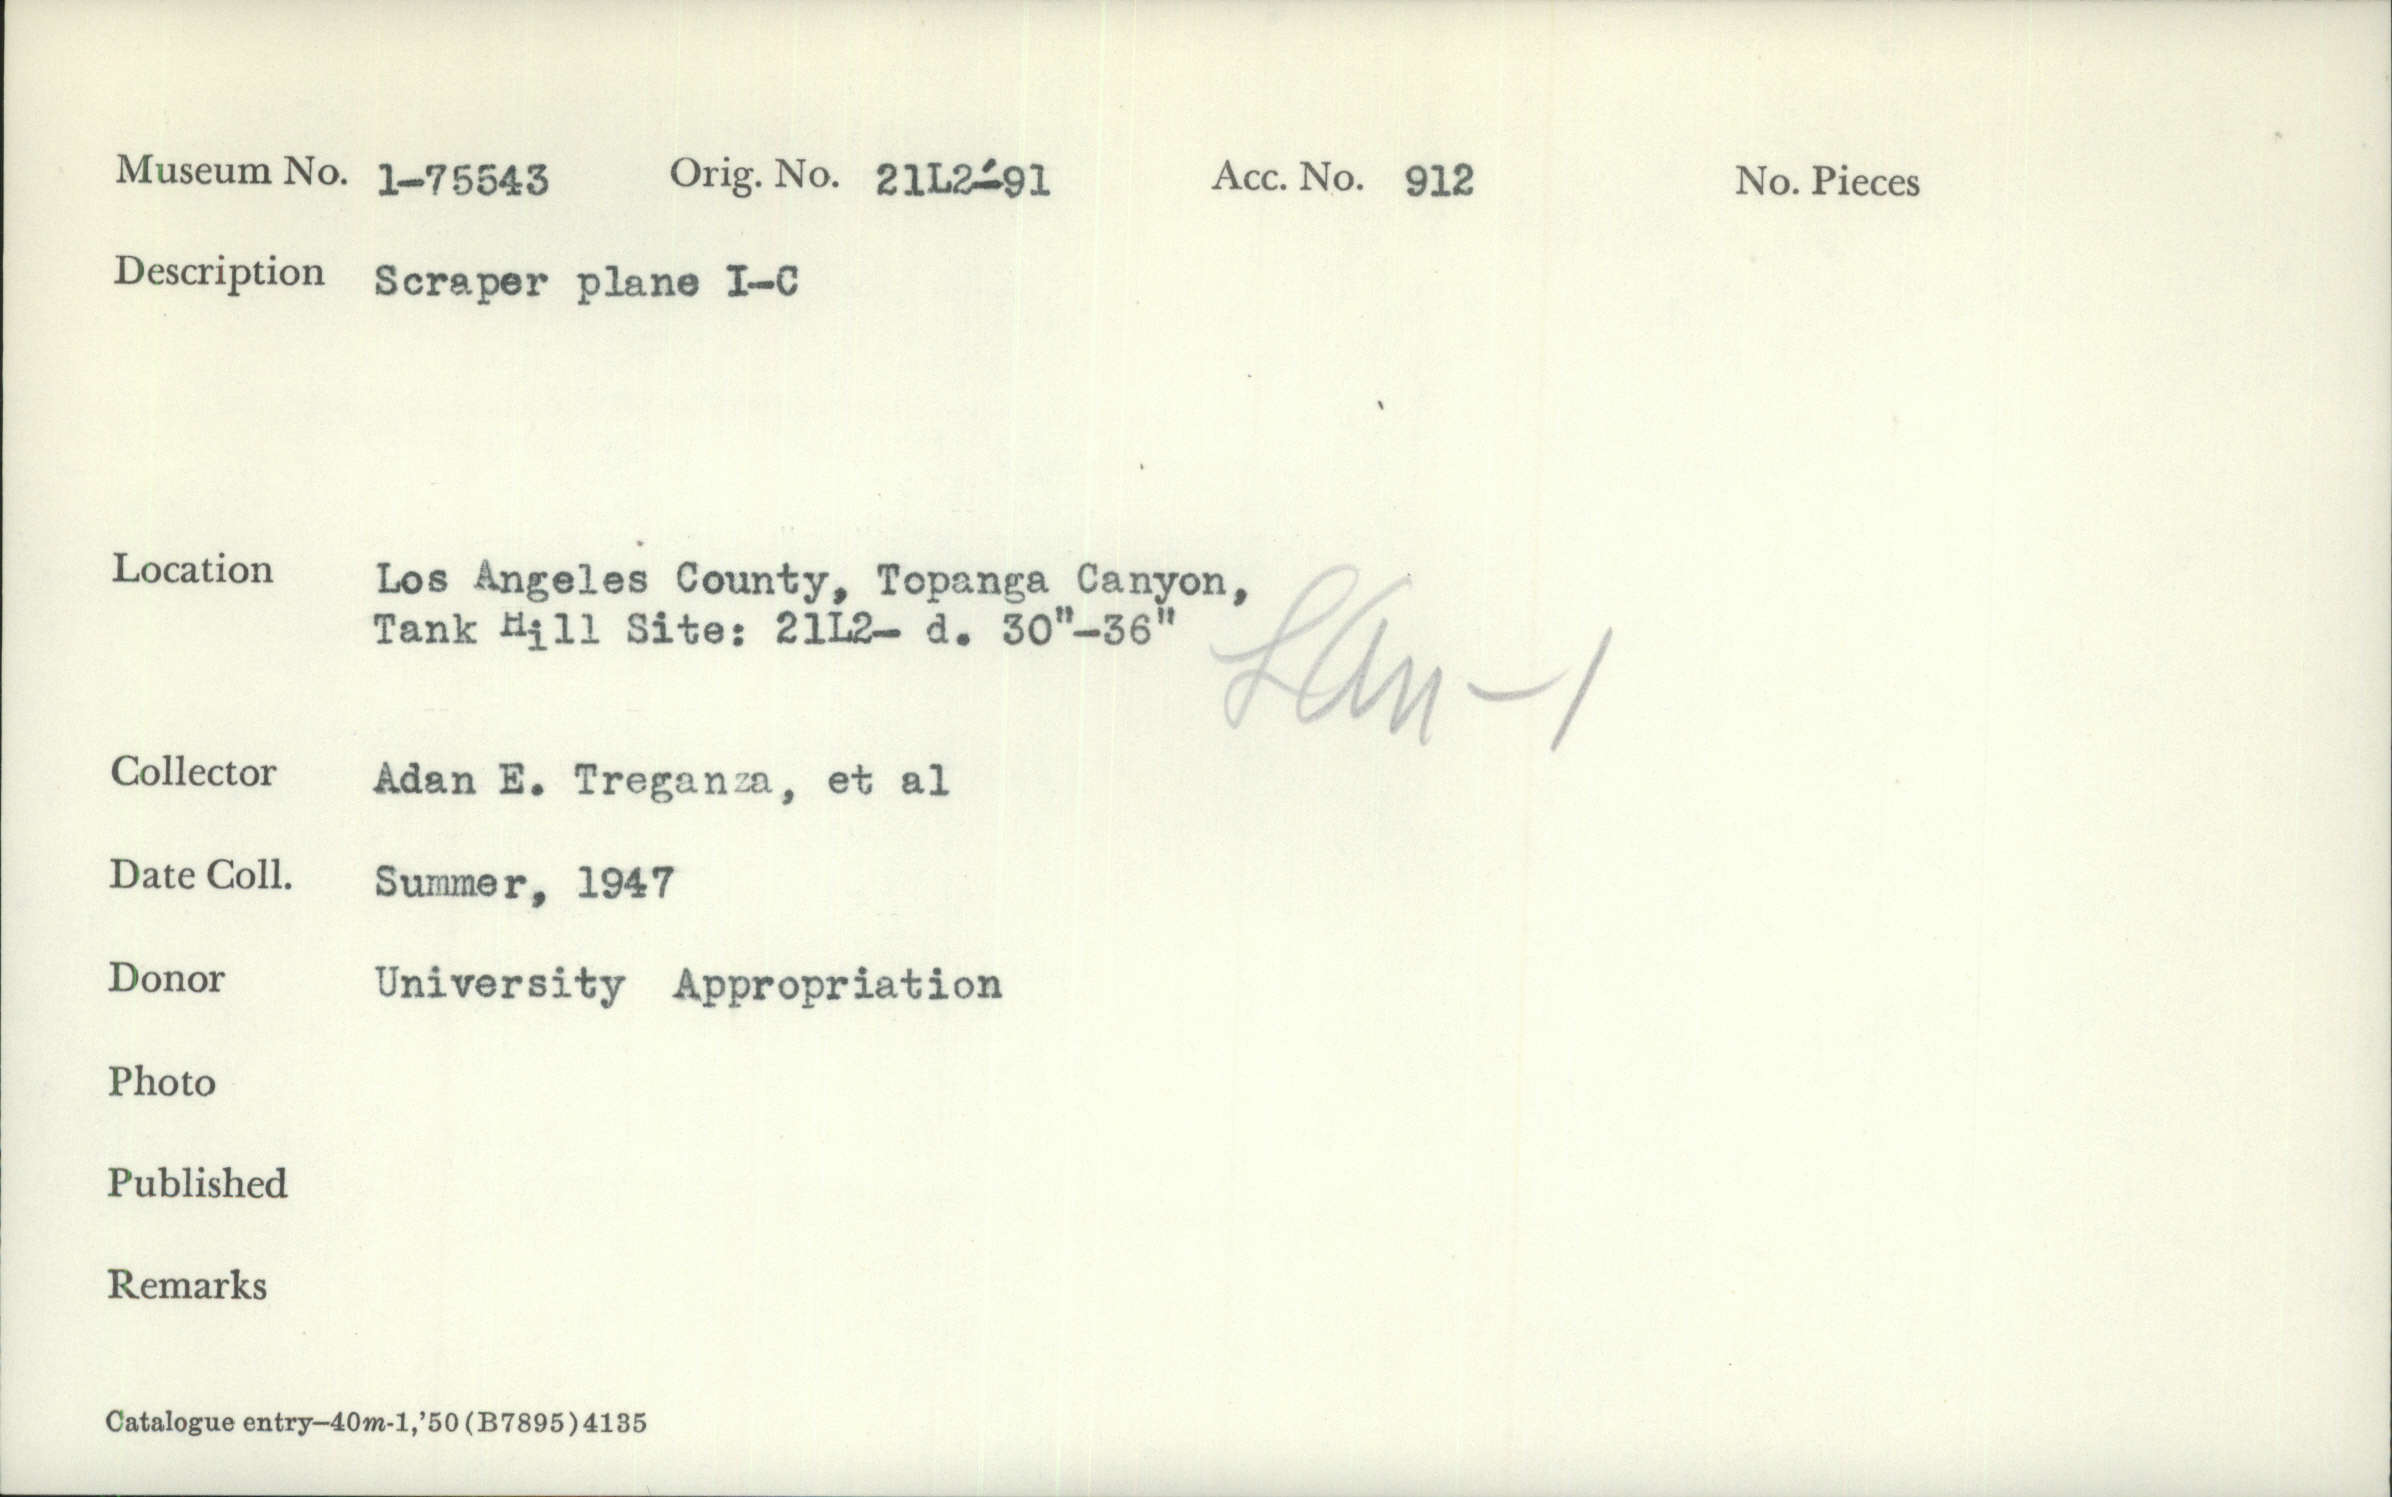 Museum No. 1-75543 Orig. No. 21L2-91 Acc. No. 912 No. Pieces
Description Scraper plane I-C
Location Los Angeles County, Topanga Canyon,
Tank Hill Site: 21L2- d. 30"-36"
LAn-1
Collector Adan E. Treganza, et al
Date Coll. Summer, 1947
Donor University Appropriation
Photo
Published
Remarks
Catalogue entry—40m-1,'50(B7895)4135